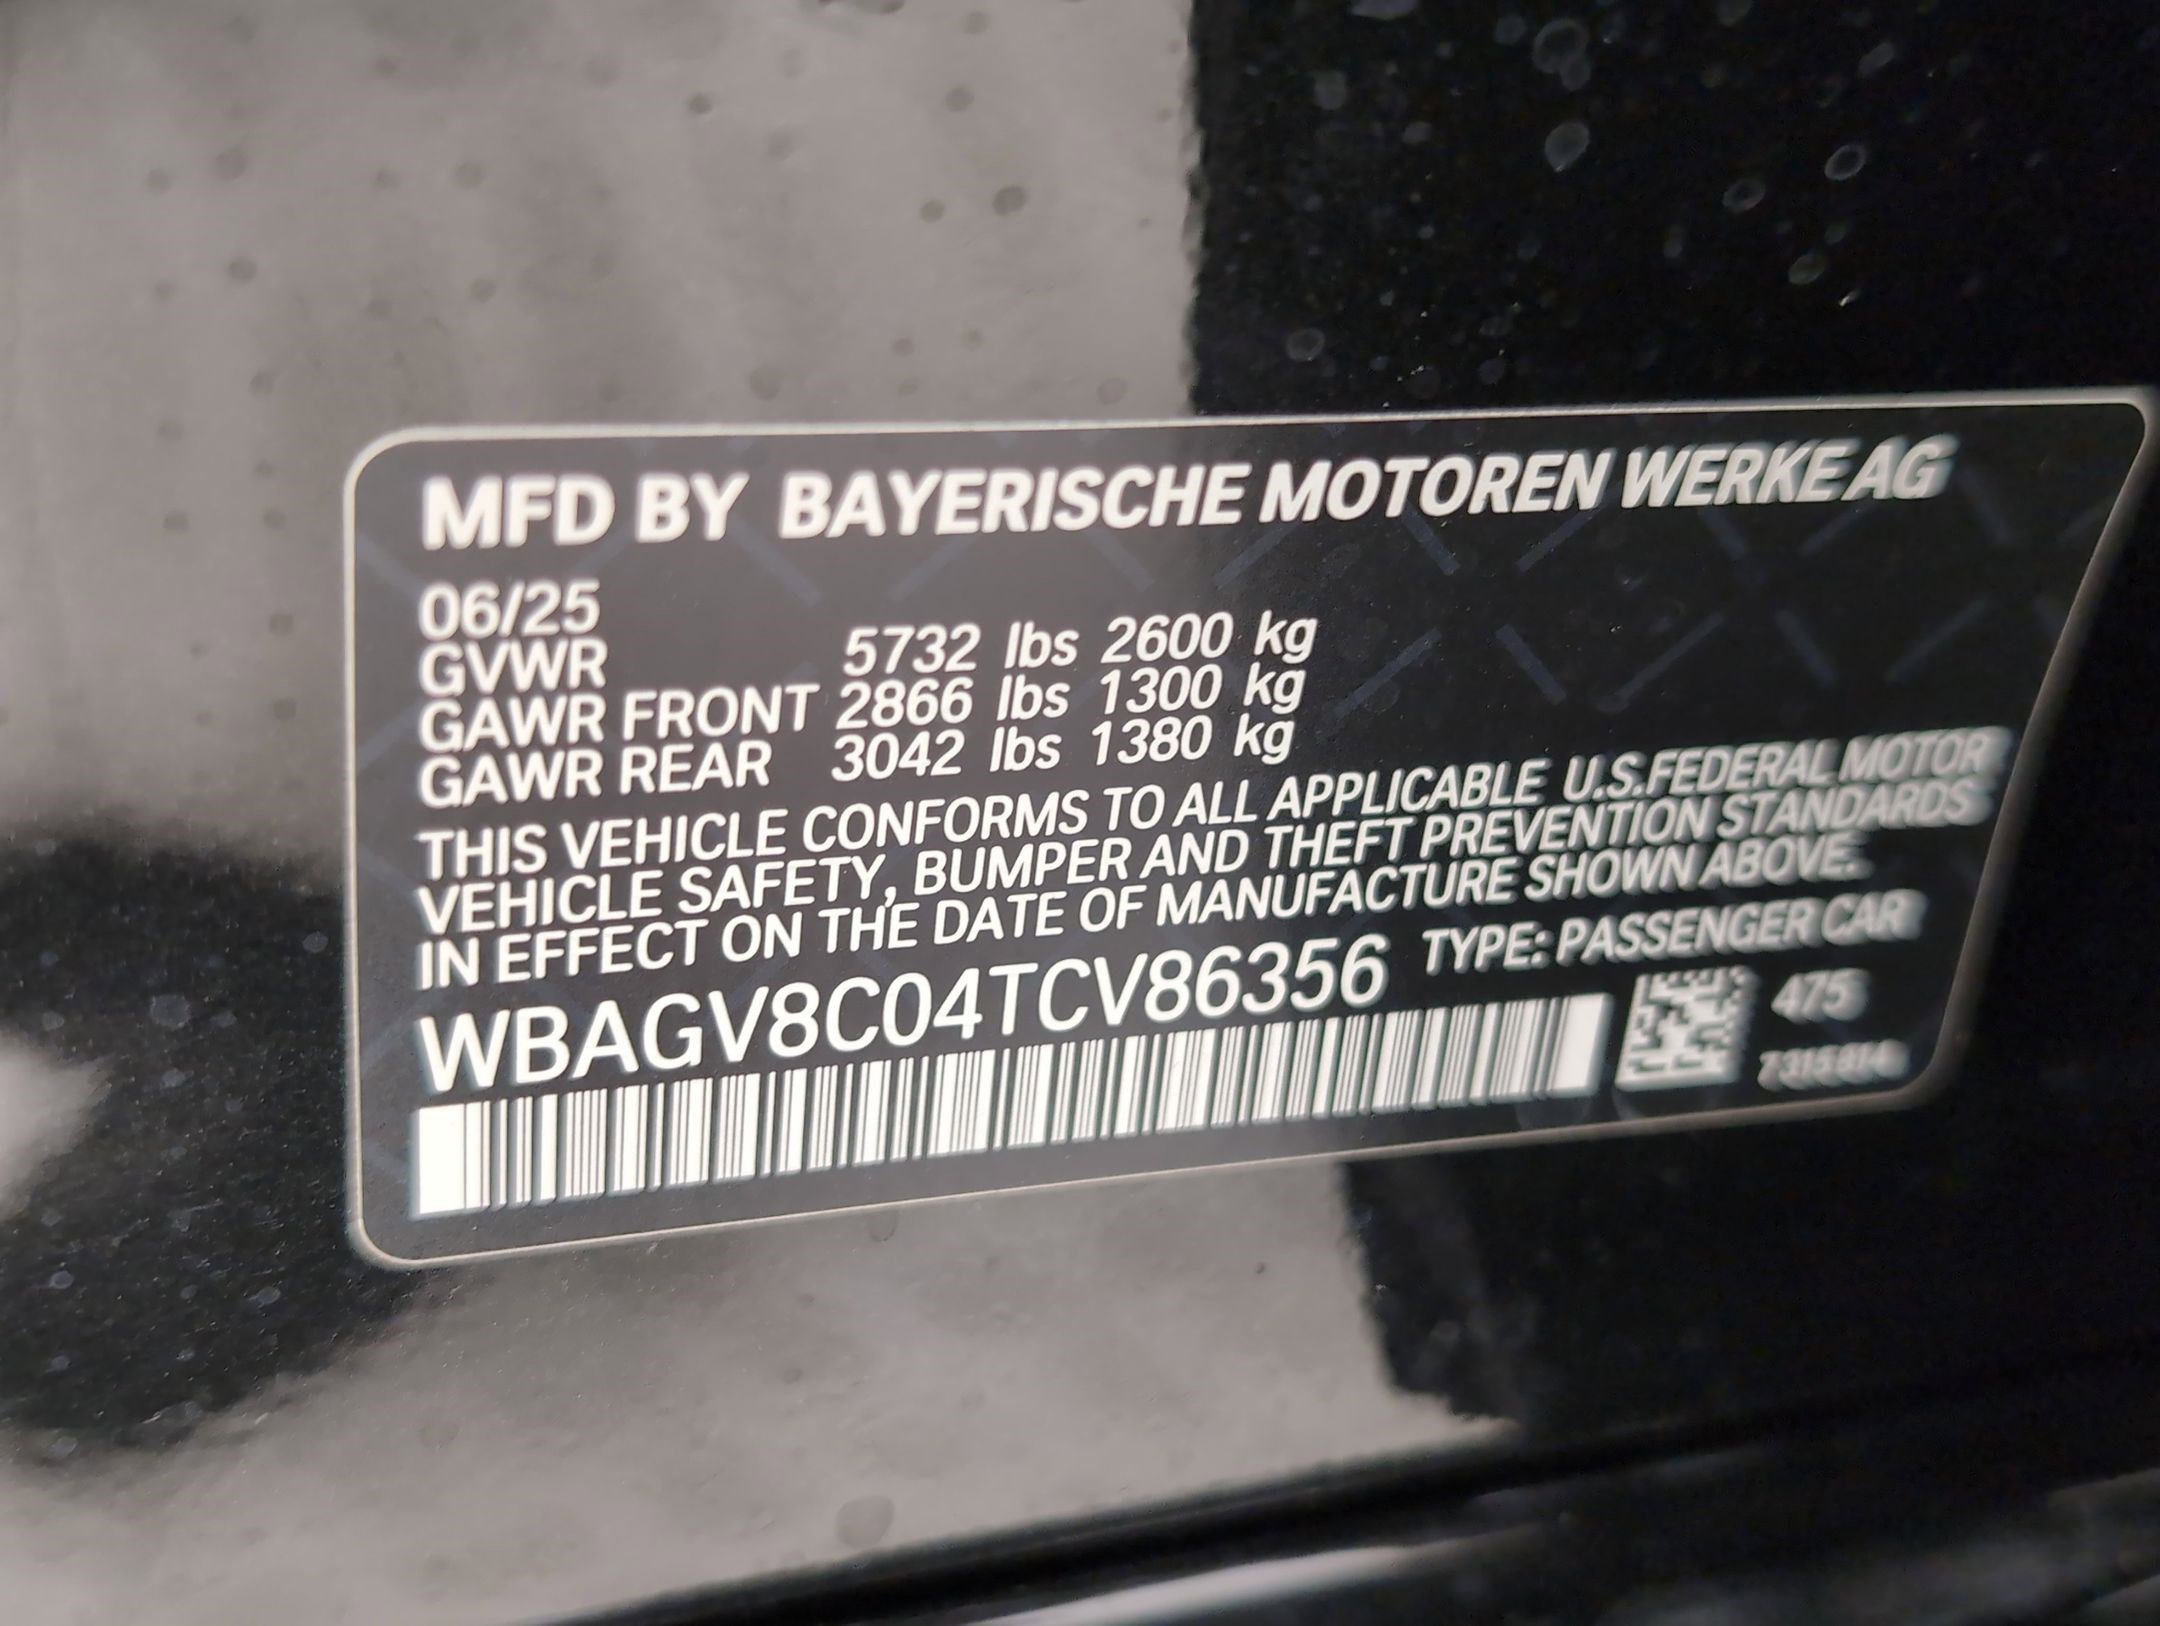 MFD BY BAYERISCHE MOTOREN WERKE AG
06/25
GVWR 5732 lbs 2600 kg
GAWR FRONT 2866 lbs 1300 kg
GAWR REAR 3042 lbs 1380 kg
THIS VEHICLE CONFORMS TO ALL APPLICABLE U.S.FEDERAL MOTOR
VEHICLE SAFETY, BUMPER AND THEFT PREVENTION STANDARDS
IN EFFECT ON THE DATE OF MANUFACTURE SHOWN ABOVE.
WBAGV8C04TCV86356 TYPE: PASSENGER CAR
475